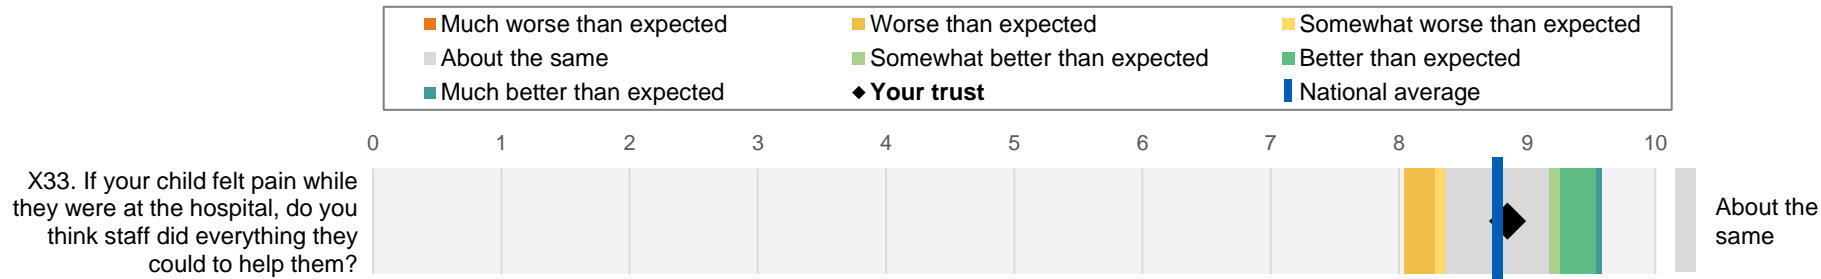 Much worse than expected
Worse than expected
Somewhat worse than expected
About the same
Somewhat better than expected
Better than expected
Much better than expected
Your trust
National average
0 1 2 3 4 5 6 7 8 9 10
X33. If your child felt pain while
they were at the hospital, do you
think staff did everything they
could to help them?
About the
same